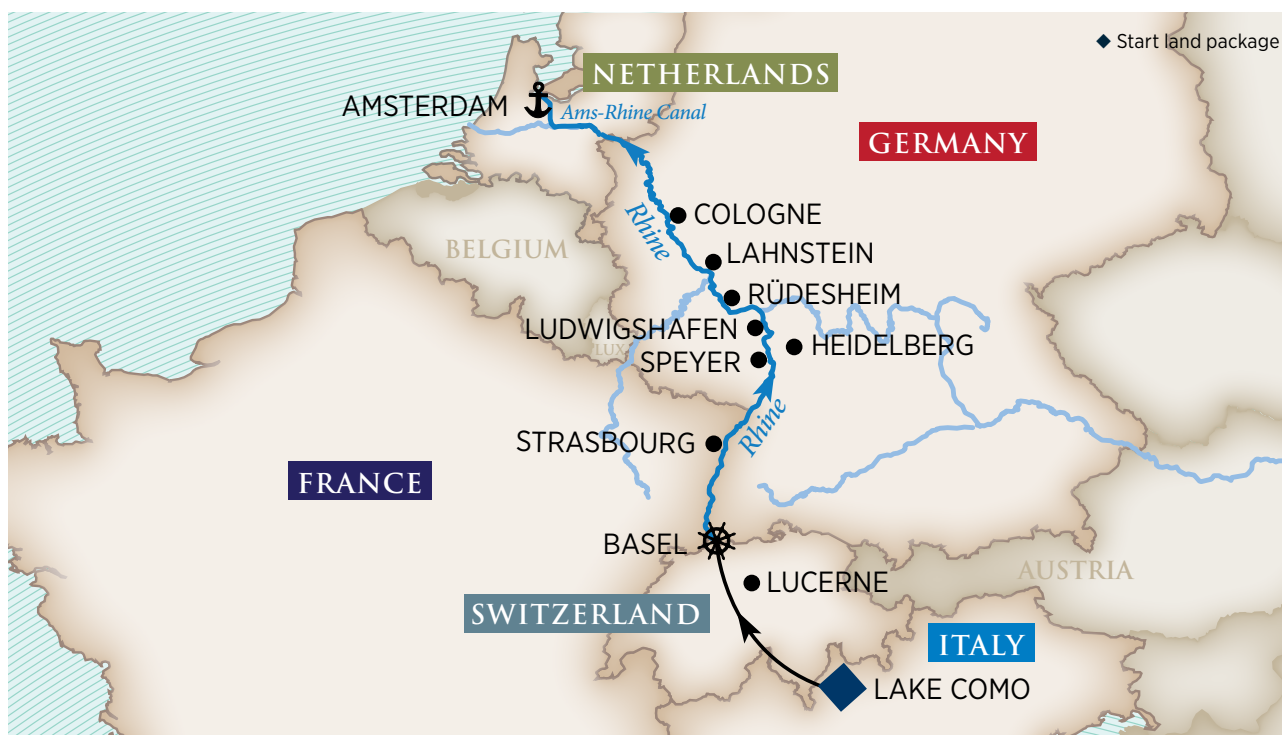 ◆ Start land package
NETHERLANDS
AMSTERDAM
Ams-Rhine Canal
GERMANY
Rhine
COLOGNE
BELGIUM
LAHNSTEIN
RÜDESHEIM
LUDWIGSHAFEN
LUX
HEIDELBERG
SPEYER
Rhine
STRASBOURG
FRANCE
BASEL
AUSTRIA
LUCERNE
SWITZERLAND
ITALY
LAKE COMO